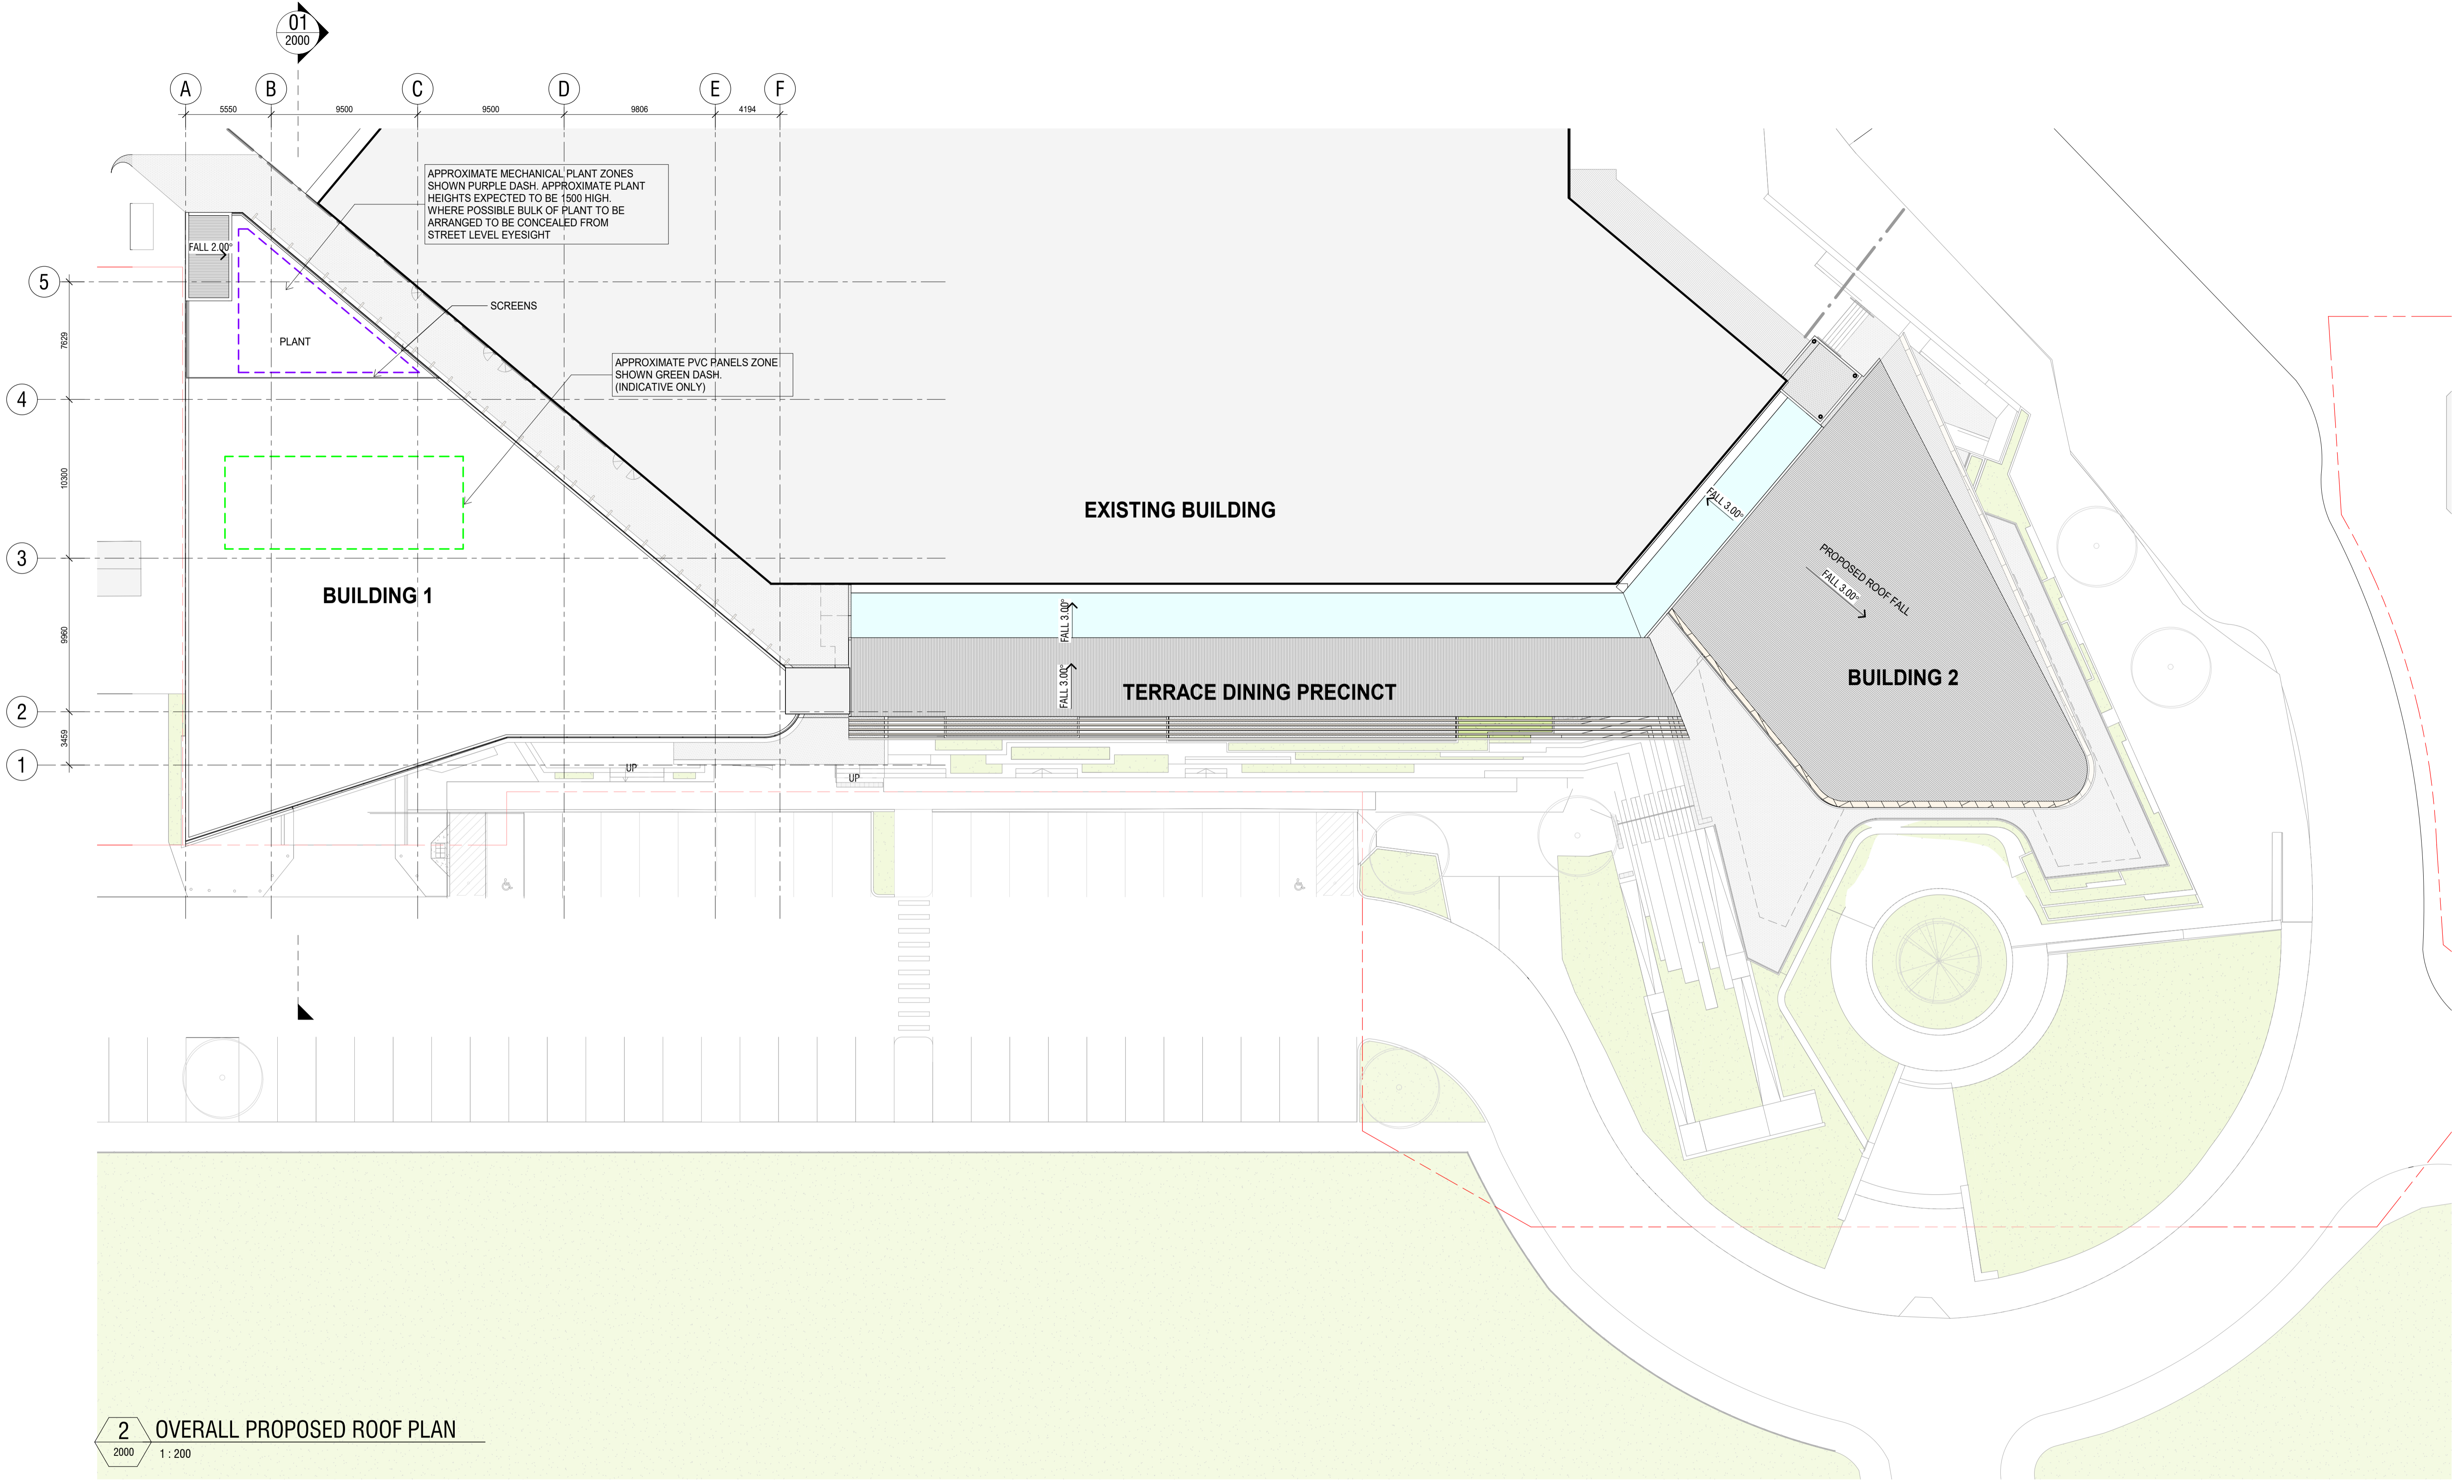 01
2000
A
B
C
D
E
F
5550
9500
9500
9806
4194
APPROXIMATE MECHANICAL PLANT ZONES
SHOWN PURPLE DASH. APPROXIMATE PLANT
HEIGHTS EXPECTED TO BE 1500 HIGH.
WHERE POSSIBLE BULK OF PLANT TO BE
ARRANGED TO BE CONCEALED FROM
STREET LEVEL EYESIGHT
FALL 2.00°
5
SCREENS
7629
PLANT
APPROXIMATE PVC PANELS ZONE
SHOWN GREEN DASH.
(INDICATIVE ONLY)
4
10300
EXISTING BUILDING
FALL 3.00°
3
PROPOSED ROOF FALL
FALL 3.00°
BUILDING 1
FALL 3.00°
9960
BUILDING 2
FALL 3.00°
TERRACE DINING PRECINCT
2
3459
1
UP
UP
2
2000
OVERALL PROPOSED ROOF PLAN
1 : 200